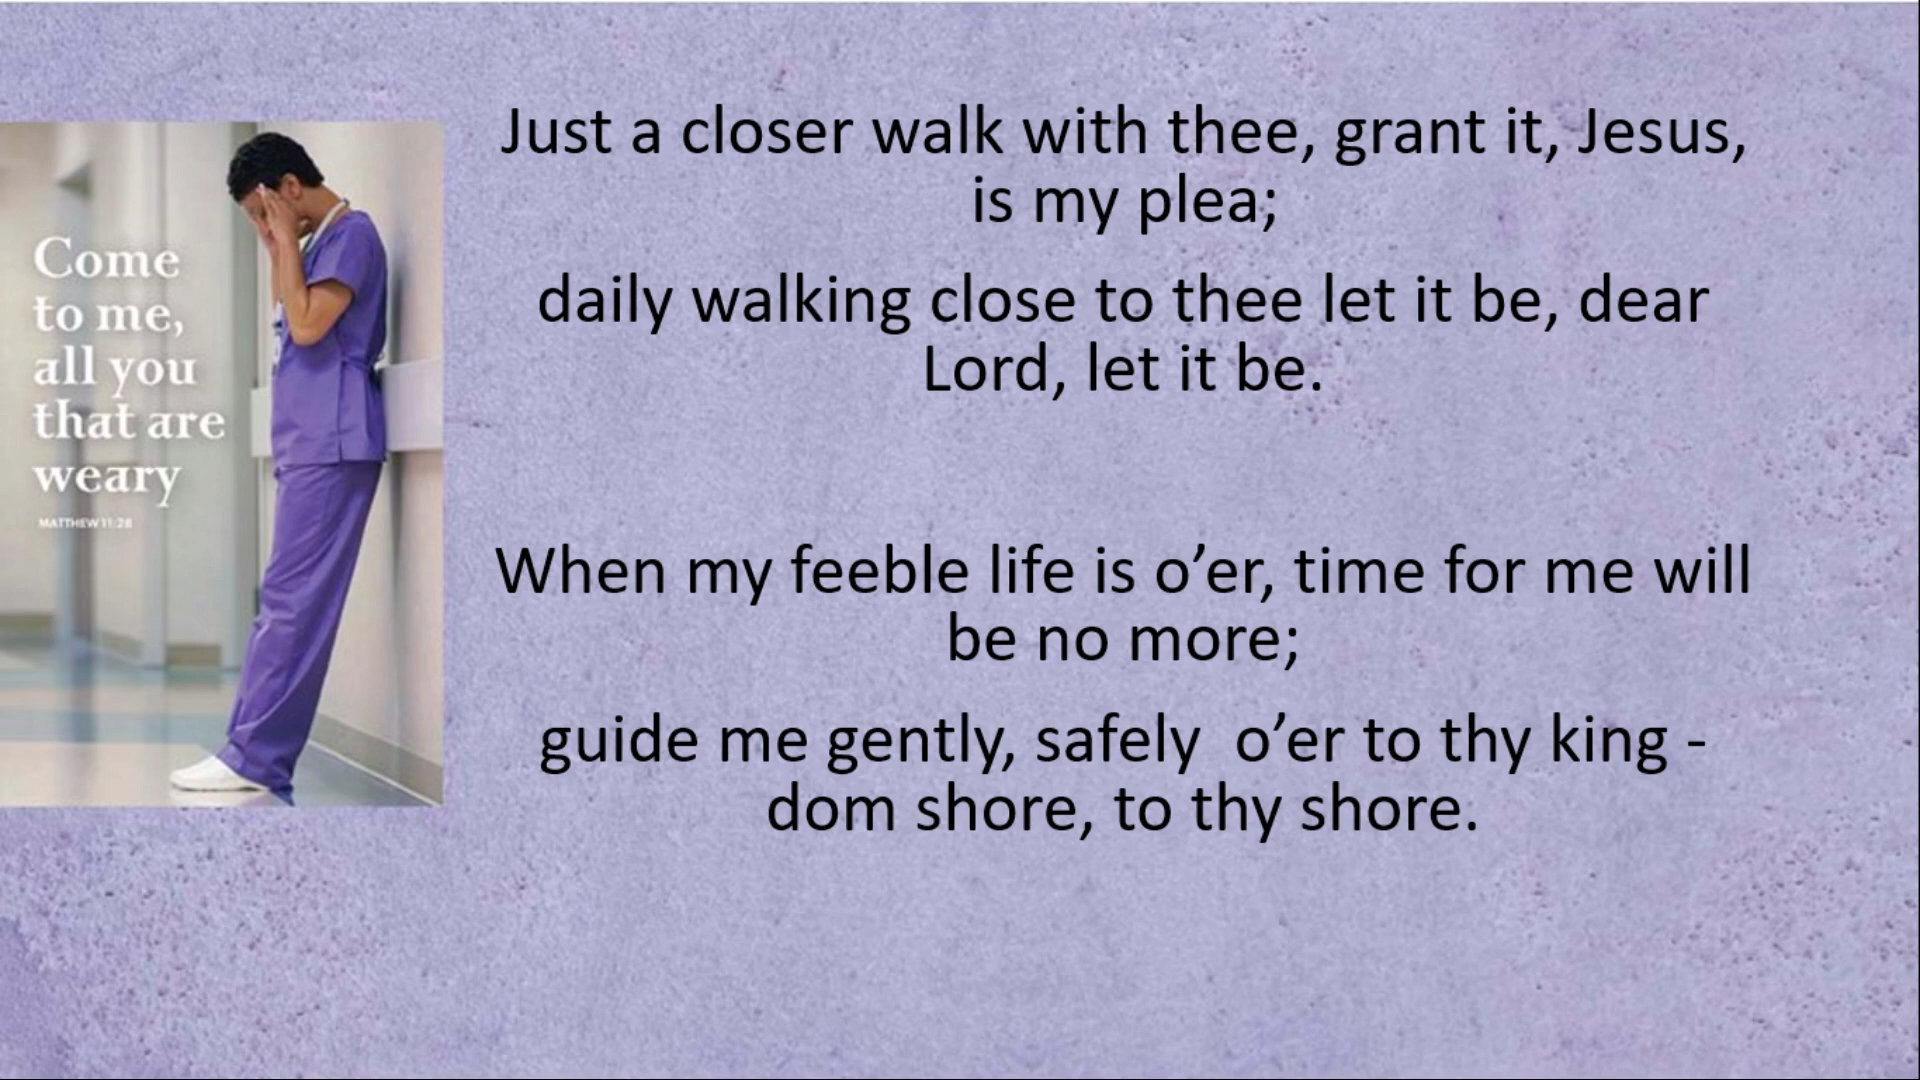 Come
to me,
all you
that are
weary
MATTHEW 11:28
Just a closer walk with thee, grant it, Jesus,
is my plea;
daily walking close to thee let it be, dear
Lord, let it be.
When my feeble life is o’er, time for me will
be no more;
guide me gently, safely  o’er to thy king -
dom shore, to thy shore.